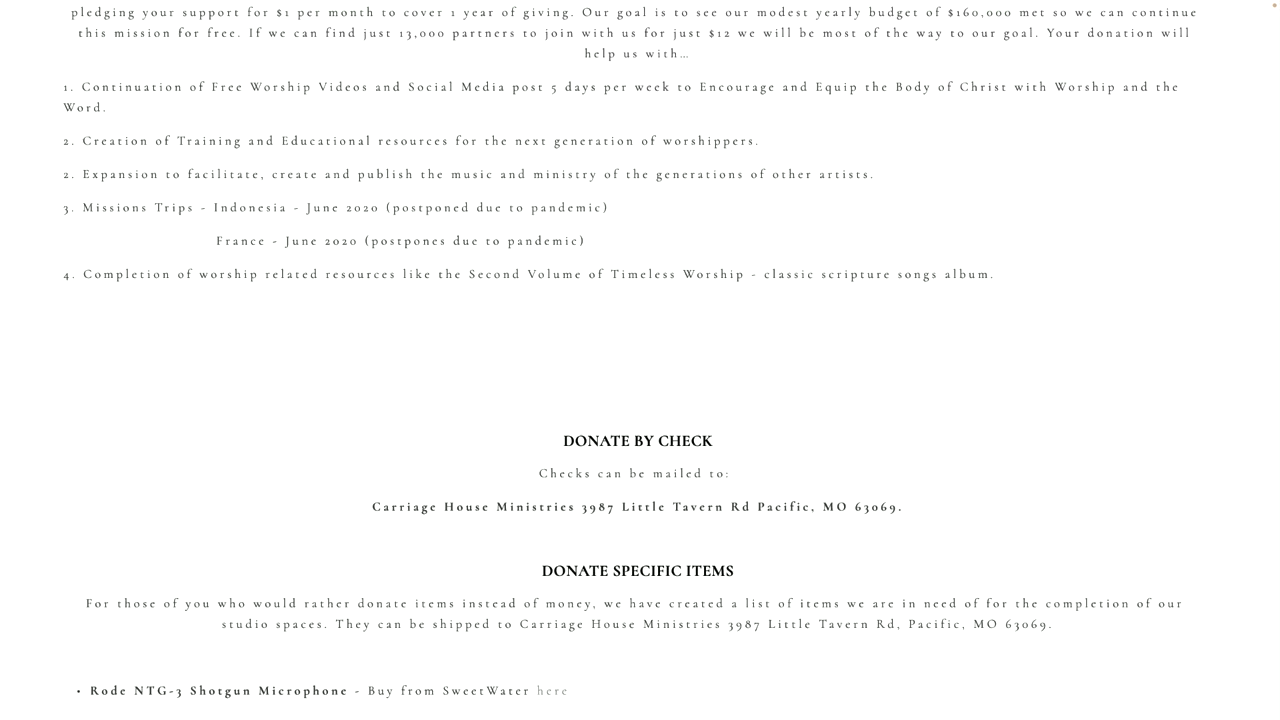 pledging your support for $1 per month to cover 1 year of giving. Our goal is to see our modest yearly budget of $160,000 met so we can continue
this mission for free. If we can find just 13,000 partners to join with us for just $12 we will be most of the way to our goal. Your donation will
help us with…
1. Continuation of Free Worship Videos and Social Media post 5 days per week to Encourage and Equip the Body of Christ with Worship and the
Word.
2. Creation of Training and Educational resources for the next generation of worshippers.
2. Expansion to facilitate, create and publish the music and ministry of the generations of other artists.
3. Missions Trips - Indonesia - June 2020 (postponed due to pandemic)
France - June 2020 (postpones due to pandemic)
4. Completion of worship related resources like the Second Volume of Timeless Worship - classic scripture songs album.
DONATE BY CHECK
Checks can be mailed to:
Carriage House Ministries 3987 Little Tavern Rd Pacific, MO 63069.
DONATE SPECIFIC ITEMS
For those of you who would rather donate items instead of money, we have created a list of items we are in need of for the completion of our
studio spaces. They can be shipped to Carriage House Ministries 3987 Little Tavern Rd, Pacific, MO 63069.
• Rode NTG-3 Shotgun Microphone - Buy from SweetWater here